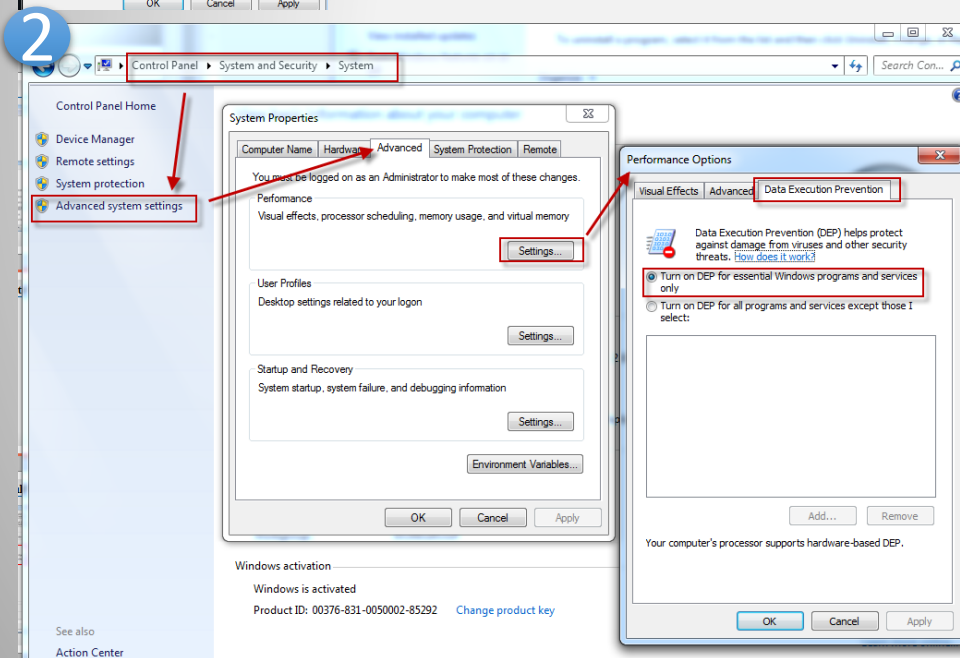 OK Cancel Apply
2
Control Panel System and Security System
Search Con...
Control Panel Home
Device Manager
Remote settings
System protection
Advanced system settings
See also
Action Center
System Properties
Computer Name Hardware Advanced System Protection Remote
You must be logged on as an Administrator to make most of these changes.
Performance
Visual effects, processor scheduling, memory usage, and virtual memory
Settings...
User Profiles
Desktop settings related to your logon
Settings...
Startup and Recovery
System startup, system failure, and debugging information
Settings...
Environment Variables...
OK Cancel Apply
Windows activation
Windows is activated
Product ID: 00376-831-0050002-85292 Change product key
Performance Options
Visual Effects Advanced Data Execution Prevention
Data Execution Prevention (DEP) helps protect
against damage from viruses and other security
threats. How does it work?
Turn on DEP for essential Windows programs and services
only
Turn on DEP for all programs and services except those I
select:
Add... Remove
Your computer's processor supports hardware-based DEP.
OK Cancel Apply